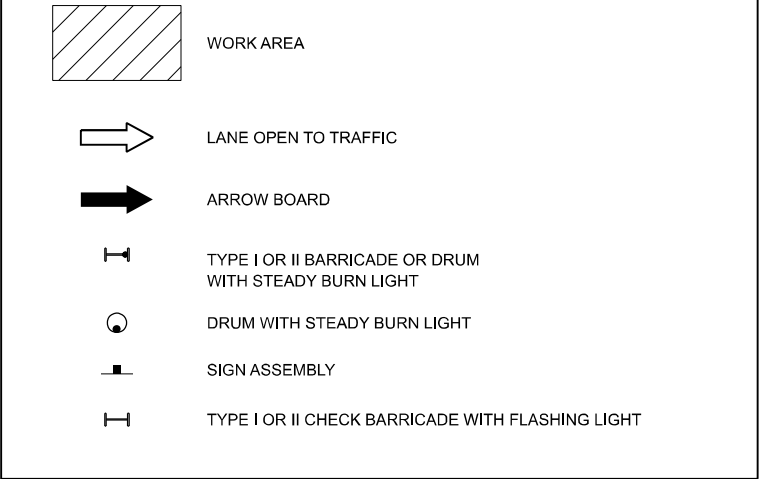 WORK AREA
LANE OPEN TO TRAFFIC
ARROW BOARD
TYPE I OR II BARRICADE OR DRUM
WITH STEADY BURN LIGHT
DRUM WITH STEADY BURN LIGHT
SIGN ASSEMBLY
TYPE I OR II CHECK BARRICADE WITH FLASHING LIGHT